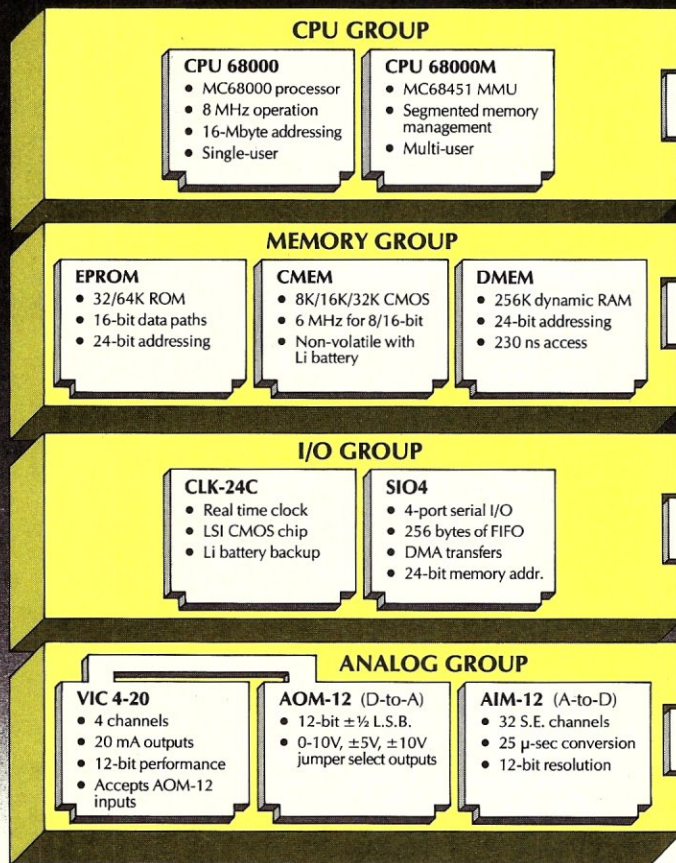 CPU GROUP
CPU 68000
• MC68000 processor
• 8 MHz operation
• 16-Mbyte addressing
• Single-user
CPU 68000M
• MC68451 MMU
• Segmented memory
management
• Multi-user
MEMORY GROUP
EPROM
• 32/64K ROM
• 16-bit data paths
• 24-bit addressing
CMEM
• 8K/16K/32K CMOS
• 6 MHz for 8/16-bit
• Non-volatile with
Li battery
DMEM
• 256K dynamic RAM
• 24-bit addressing
• 230 ns access
I/O GROUP
CLK-24C
• Real time clock
• LSI CMOS chip
• Li battery backup
SIO4
• 4-port serial I/O
• 256 bytes of FIFO
• DMA transfers
• 24-bit memory addr.
ANALOG GROUP
VIC 4-20
• 4 channels
• 20 mA outputs
• 12-bit performance
• Accepts AOM-12
inputs
AOM-12 (D-to-A)
• 12-bit ±½ L.S.B.
• 0-10V, ±5V, ±10V
jumper select outputs
AIM-12 (A-to-D)
• 32 S.E. channels
• 25 μ-sec conversion
• 12-bit resolution